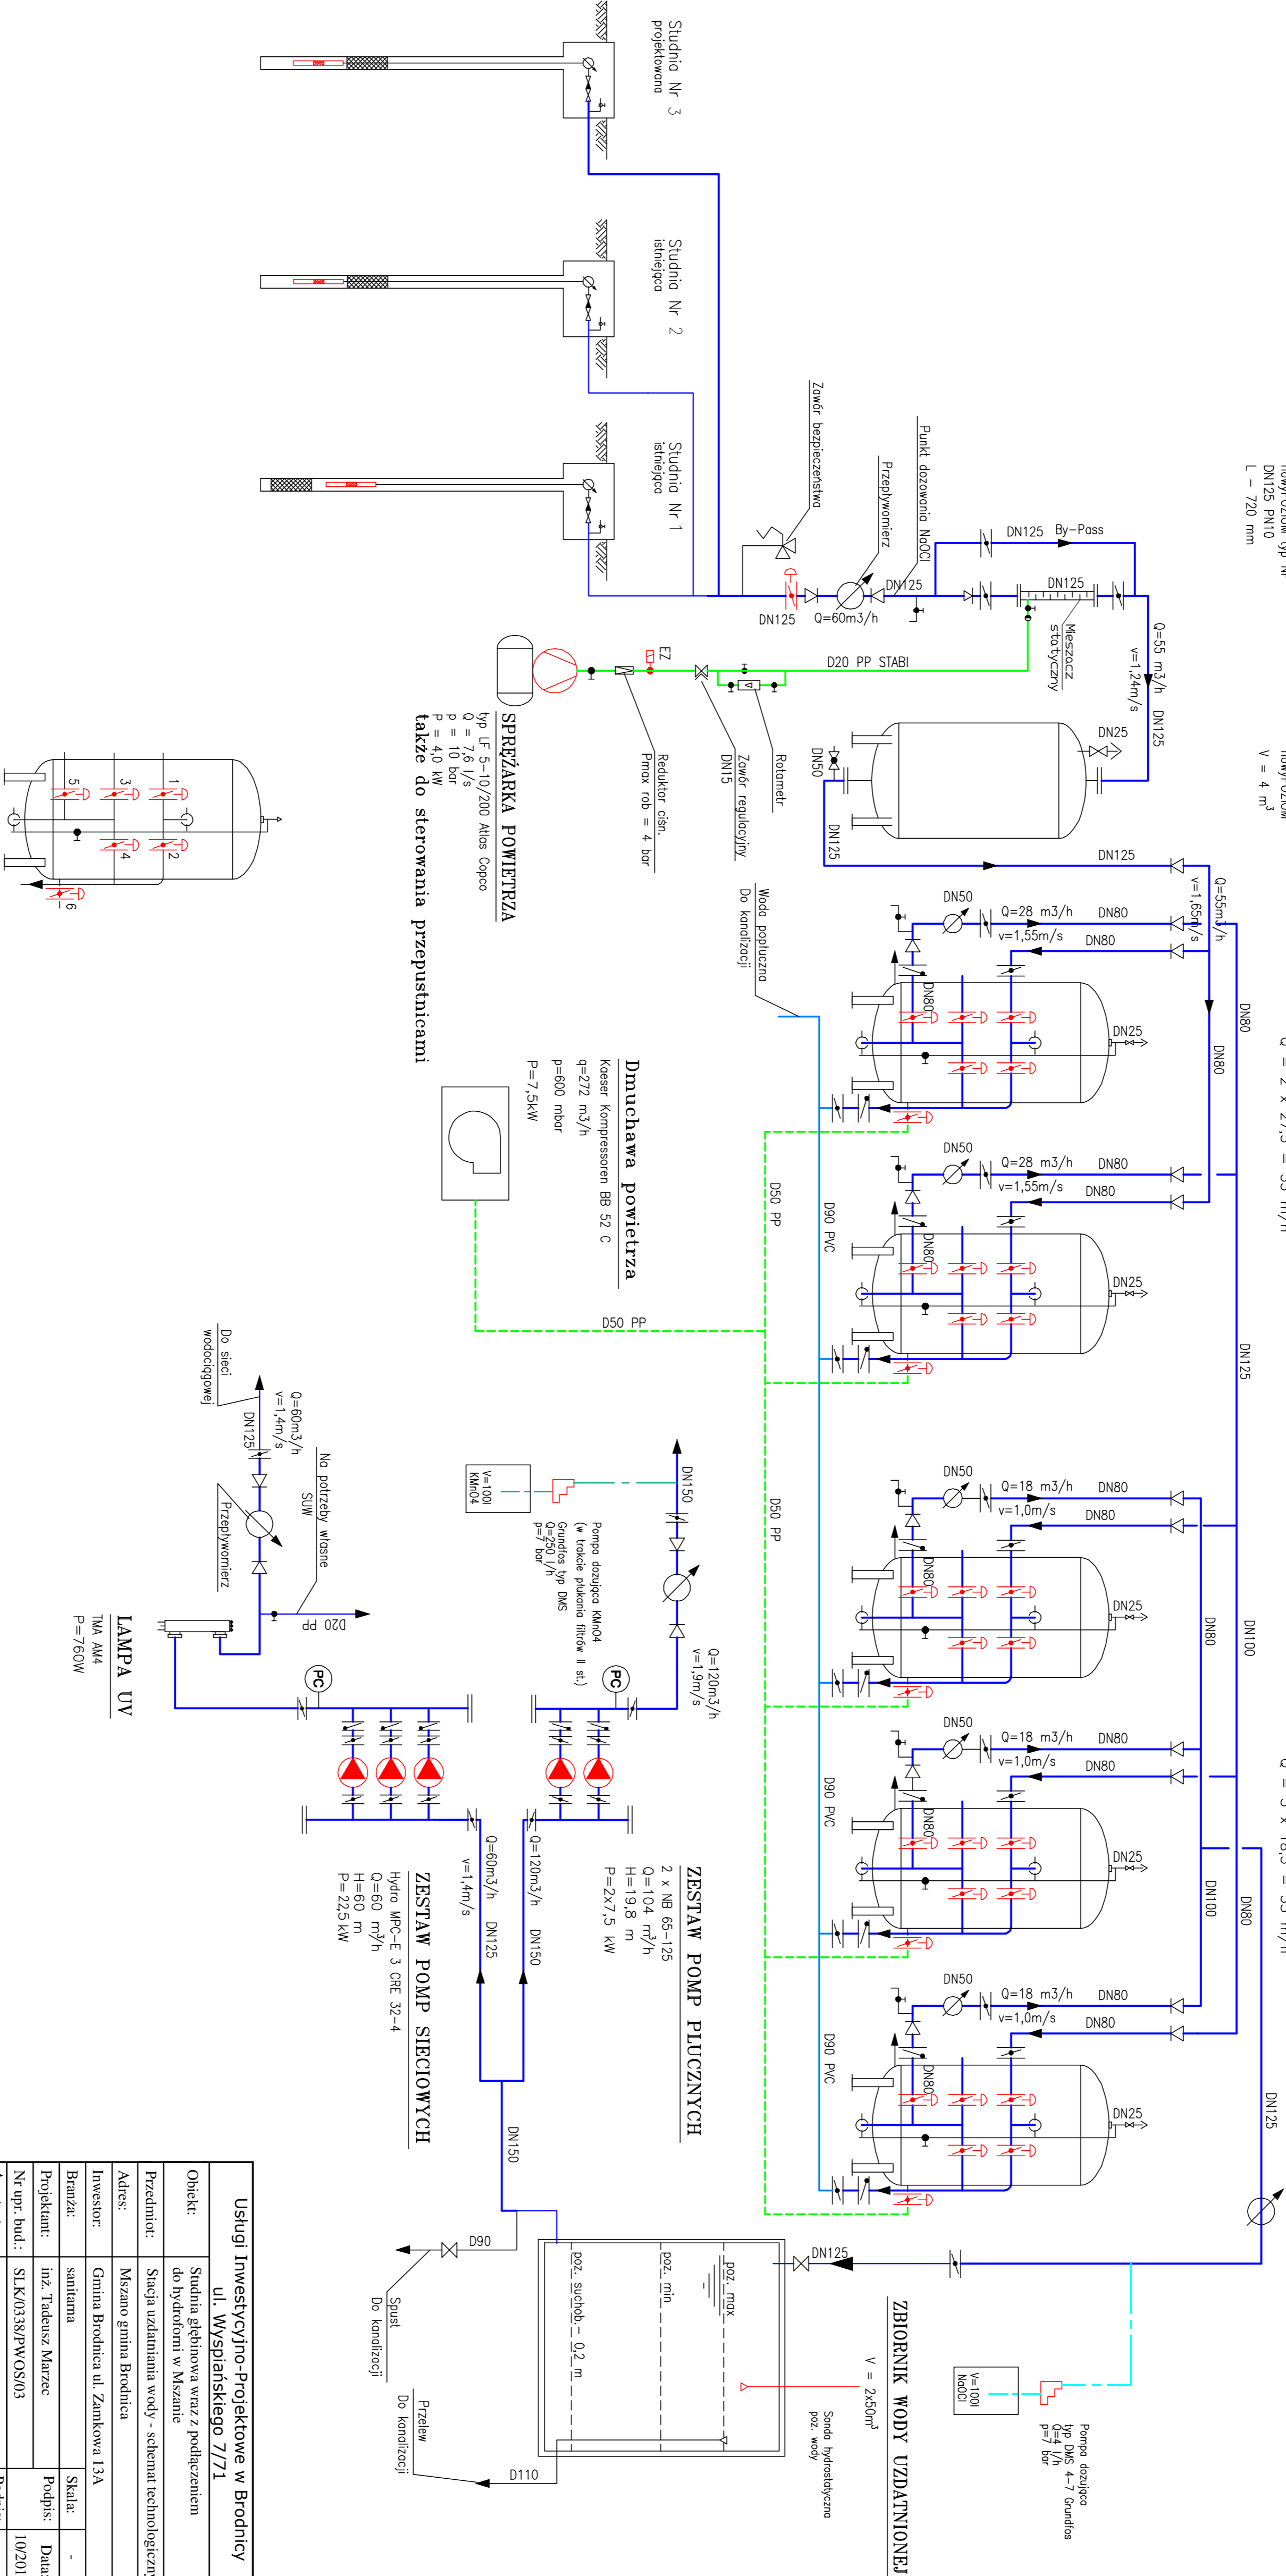 Studnia Nr 3
projektowana
Studnia Nr 2
istniejąca
Studnia Nr 1
istniejąca
DN125 PN10
L - 720 mm
V = 4 m³
Zawór bezpieczeństwa
Przepływomierz
Punkt dozowania NaOCl
DN125
Q=60m3/h
DN125
DN125
By-Pass
DN125
Mieszacz
statyczny
Q=55 m3/h
v=1,24m/s
DN125
D20 PP STABI
EZ
Rotametr
Zawór regulacyjny
DN15
Reduktor ciśn.
Pmax rob = 4 bar
SPRĘŻARKA POWIETRZA
typ LF 5-10/200 Atlas Copco
Q = 7,6 l/s
p = 10 bar
P = 4,0 kW
także do sterowania przepustnicami
1
2
3
4
5
6
DN25
DN50
DN125
DN125
Q=55m3/h
v=1,65m/s
Woda popłuczna
Do kanalizacji
DN50
Q=28 m3/h
v=1,55m/s
DN80
DN80
DN80
DN25
DN80
DN80
DN50
Q=28 m3/h
v=1,55m/s
DN80
DN80
DN80
DN25
DN125
D50 PP
D90 PVC
Dmuchawa powietrza
Kaeser Kompressoren BB 52 C
q=272 m3/h
p=600 mbar
P=7,5kW
D50 PP
DN50
Q=18 m3/h
v=1,0m/s
DN80
DN80
DN80
DN25
DN80
DN100
D50 PP
DN50
Q=18 m3/h
v=1,0m/s
DN80
DN80
DN80
DN25
DN100
DN80
D90 PVC
DN50
Q=18 m3/h
v=1,0m/s
DN80
DN80
DN80
DN25
DN125
D90 PVC
Do sieci
wodociągowej
Q=60m3/h
v=1,4m/s
DN125
Na potrzeby własne
SUW
Przepływomierz
D20 PP
LAMPA UV
TMA AM4
P=760W
V=100l
KMnO4
Pompa dozująca KMnO4
(w trakcie płukania filtrów II st.)
Grundfos typ DMS
Q=250 l/h
p=7 bar
DN150
Q=120m3/h
v=1,9m/s
PC
PC
ZESTAW POMP PŁUCZNYCH
2 x NB 65-125
Q=104 m³/h
H=19,8 m
P=2x7,5 kW
Q=120m3/h
DN150
Q=60m3/h
DN125
v=1,4m/s
ZESTAW POMP SIECIOWYCH
Hydro MPC-E 3 CRE 32-4
Q=60 m³/h
H=60 m
P=22,5 kW
DN150
D90
Spust
Do kanalizacji
Przelew
Do kanalizacji
D110
poz. max
poz. min
poz. suchob.- 0,2 m
DN125
ZBIORNIK WODY UZDATNIONEJ
V = 2x50m³
Sonda hydrostatyczna
poz. wody
V=100l
NaOCl
Pompa dozująca
typ DMS 4-7 Grundfos
Q=4 l/h
p=7 bar
Usługi Inwestycyjno-Projektowe w Brodnicy
ul. Wyspiańskiego 7/71
Obiekt: Studnia głębinowa wraz z podłączeniem
do hydroforni w Mszanie
Przedmiot: Stacja uzdatniania wody - schemat technologiczny
Adres: Mszano gmina Brodnica
Inwestor: Gmina Brodnica ul. Zamkowa 13A
Branża: sanitarna Skala: -
Projektant: inż. Tadeusz Marzec Podpis: Data:
Nr upr. bud.: SLK/0338/PWOS/03